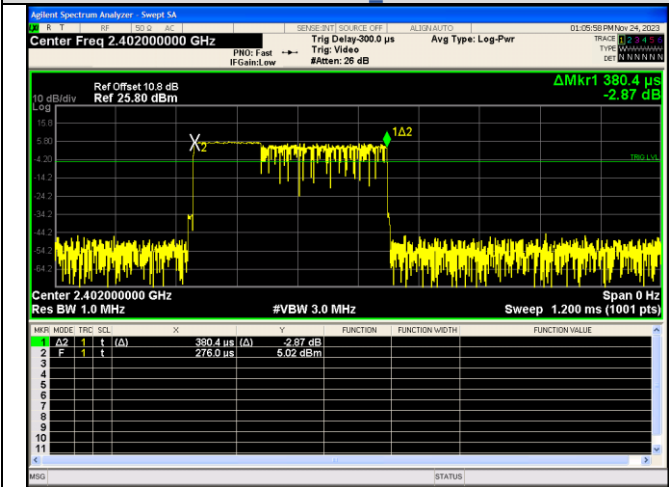 Agilent Spectrum Analyzer - Swept SA
R T RF 50 Ω AC SENSE:INT SOURCE OFF ALIGNAUTO 01:05:58 PM Nov 24, 2023
Center Freq 2.402000000 GHz
PNO: Fast
IFGain:Low
Trig Delay-300.0 µs
Trig: Video
#Atten: 26 dB
Avg Type: Log-Pwr
TRACE 1 2 3 4 5
TYPE W
DET N N N N N N
Ref Offset 10.8 dB
10 dB/div Ref 25.80 dBm
Log
ΔMkr1 380.4 µs
-2.87 dB
15.8
5.80
-4.20
-14.2
-24.2
-34.2
-44.2
-54.2
-64.2
X2
1Δ2
TRIG LVL
Center 2.402000000 GHz Span 0 Hz
Res BW 1.0 MHz #VBW 3.0 MHz Sweep 1.200 ms (1001 pts)
MKR MODE TRC SCL X Y FUNCTION FUNCTION WIDTH FUNCTION VALUE
1 Δ2 1 t (Δ) 380.4 µs (Δ) -2.87 dB
2 F 1 t 276.0 µs 5.02 dBm
3
4
5
6
7
8
9
10
11
MSG STATUS